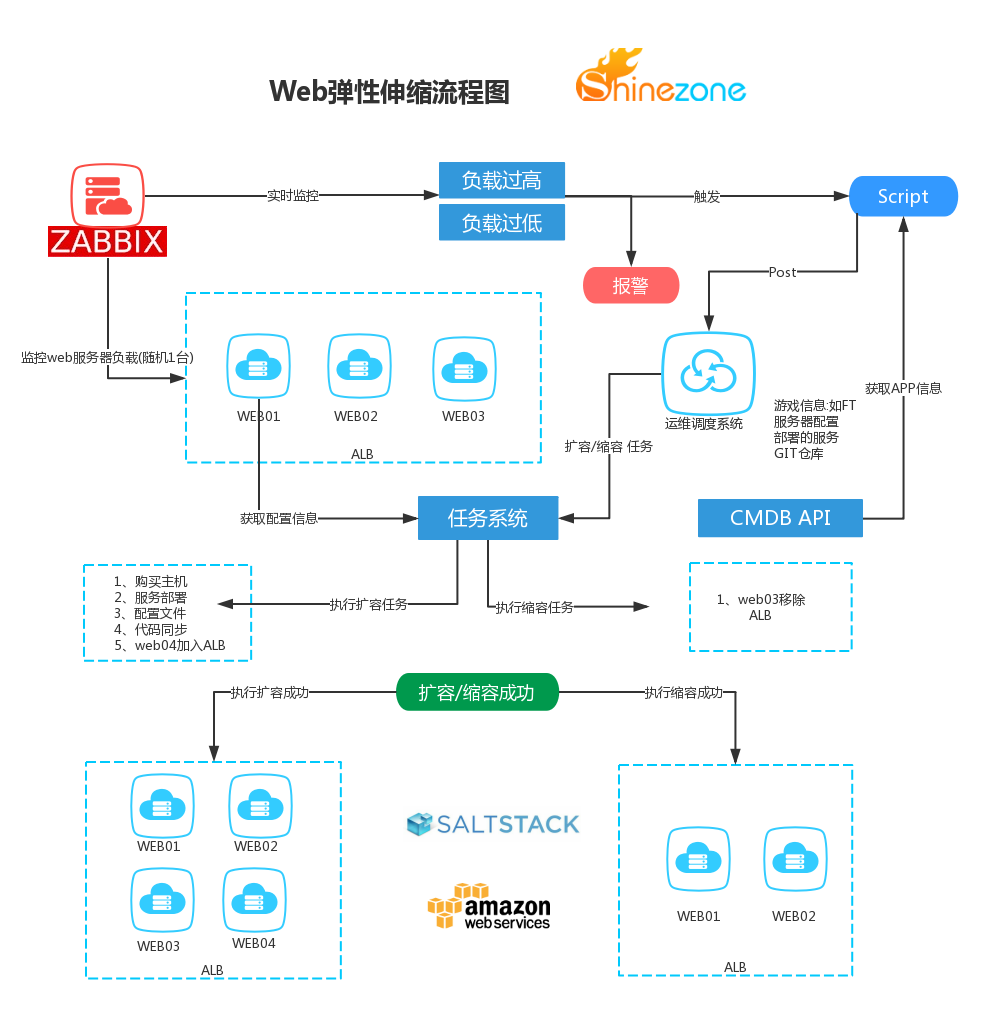 Web弹性伸缩流程图
Shinezone
ZABBIX
实时监控
负载过高
负载过低
触发
Script
报警
Post
监控web服务器负载(随机1台)
WEB01
WEB02
WEB03
ALB
运维调度系统
游戏信息:如FT
服务器配置
部署的服务
GIT仓库
获取APP信息
扩容/缩容 任务
获取配置信息
任务系统
CMDB API
1、购买主机
2、服务部署
3、配置文件
4、代码同步
5、web04加入ALB
执行扩容任务
执行缩容任务
1、web03移除
ALB
执行扩容成功
扩容/缩容成功
执行缩容成功
WEB01
WEB02
WEB03
WEB04
ALB
SALTSTACK
amazon
web services
WEB01
WEB02
ALB